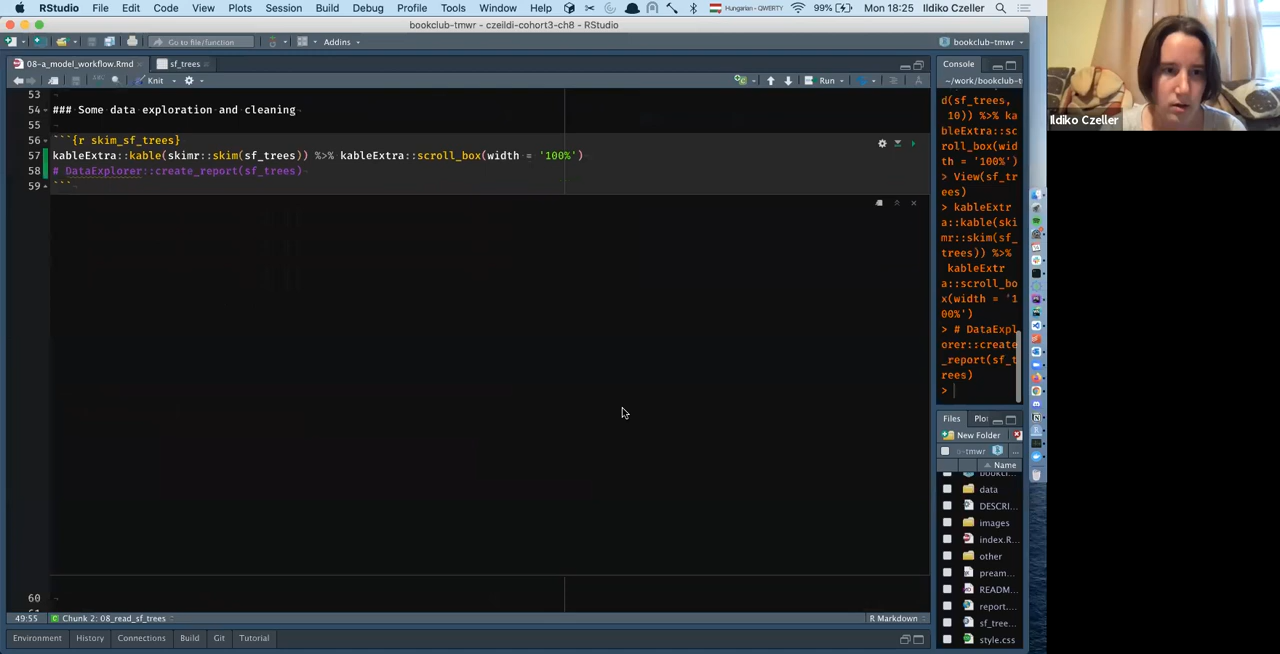 RStudio File Edit Code View Plots Session Build Debug Profile Tools Window Help Hungarian - QWERTY 99% Mon 18:25 Ildiko Czeller
bookclub-tmwr - czeildi-cohort3-ch8 - RStudio
Go to file/function Addins bookclub-tmwr
08-a_model_workflow.Rmd sf_trees
Knit Run
53
54 ### Some data exploration and cleaning
55
56 ```{r skim_sf_trees}
57 kableExtra::kable(skimr::skim(sf_trees)) %>% kableExtra::scroll_box(width = '100%')
58 # DataExplorer::create_report(sf_trees)
59 ```
60
49:55 Chunk 2: 08_read_sf_trees R Markdown
Environment History Connections Build Git Tutorial
Console
~/work/bookclub-t
d(sf_trees,
10)) %>% ka
bleExtra::sc
roll_box(wid
th = '100%')
> View(sf_tr
ees)
> kableExtr
a::kable(ski
mr::skim(sf_
trees)) %>%
kableExtr
a::scroll_bo
x(width = '1
00%')
> # DataExpl
orer::create
_report(sf_t
rees)
>
Files Plo
New Folder
-tmwr ...
Name
bookcl...
data
DESCRI...
images
index.R...
other
pream...
READM...
report....
sf_tree...
style.css
Ildiko Czeller